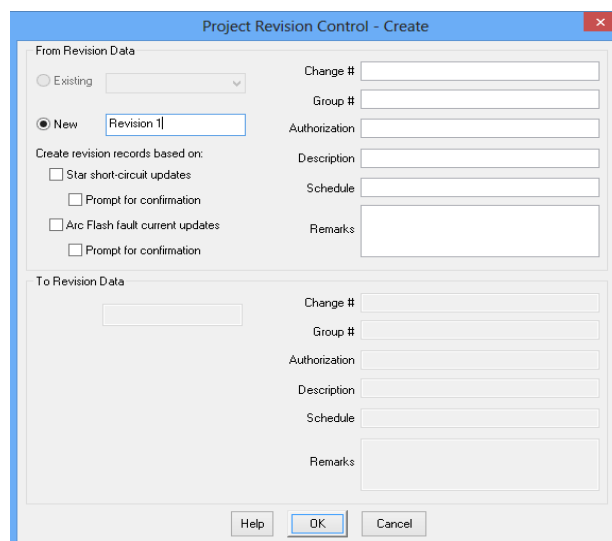 Project Revision Control - Create
From Revision Data
Existing
New
Revision 1
Create revision records based on:
Star short-circuit updates
Prompt for confirmation
Arc Flash fault current updates
Prompt for confirmation
Change #
Group #
Authorization
Description
Schedule
Remarks
To Revision Data
Change #
Group #
Authorization
Description
Schedule
Remarks
Help
OK
Cancel